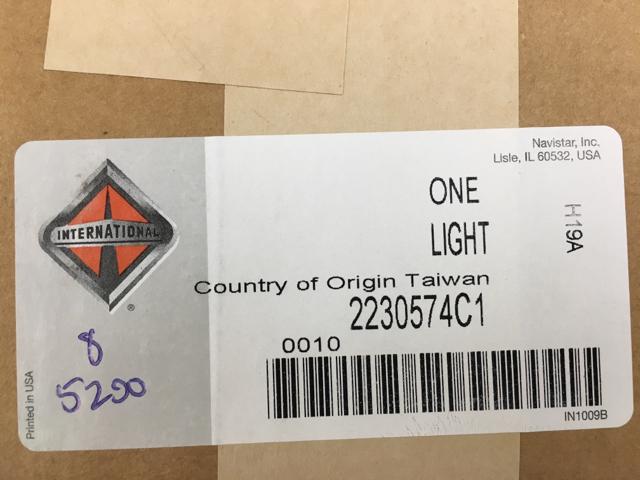 Navistar, Inc.
Lisle, IL 60532, USA
INTERNATIONAL
®
ONE
LIGHT
H19A
Country of Origin Taiwan
2230574C1
0010
8
5200
IN1009B
Printed in USA